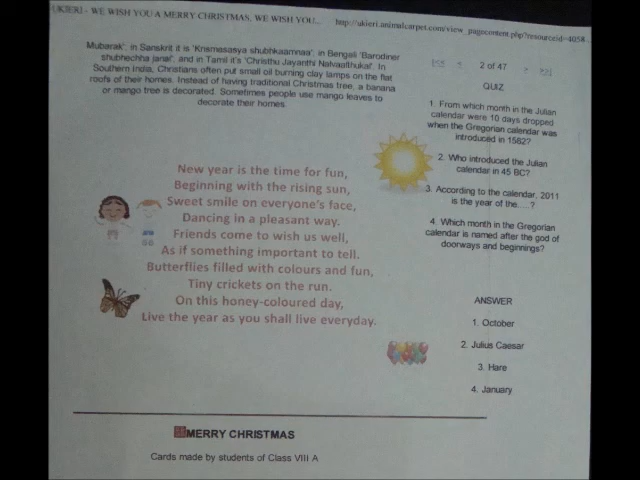 UKIERI - WE WISH YOU A MERRY CHRISTMAS, WE WISH YOU...
http://ukieri.animalcarpet.com/view_pagecontent.php?resourceid=4058...
Mubarak'; in Sanskrit it is 'Krismasasya shubhkaamnaa'; in Bengali 'Barodiner
shubhechha janai'; and in Tamil it's 'Christhu Jayanthi Nalvaalthukal'. In
Southern India, Christians often put small oil burning clay lamps on the flat
roofs of their homes. Instead of having traditional Christmas tree, a banana
or mango tree is decorated. Sometimes people use mango leaves to
decorate their homes.
New year is the time for fun,
Beginning with the rising sun,
Sweet smile on everyone's face,
Dancing in a pleasant way.
Friends come to wish us well,
As if something important to tell.
Butterflies filled with colours and fun,
Tiny crickets on the run.
On this honey-coloured day,
Live the year as you shall live everyday.
2 of 47
QUIZ
1. From which month in the Julian
calendar were 10 days dropped
when the Gregorian calendar was
introduced in 1582?
2. Who introduced the Julian
calendar in 45 BC?
3. According to the calendar, 2011
is the year of the.....?
4. Which month in the Gregorian
calendar is named after the god of
doorways and beginnings?
ANSWER
1. October
2. Julius Caesar
3. Hare
4. January
MERRY CHRISTMAS
Cards made by students of Class VIII A